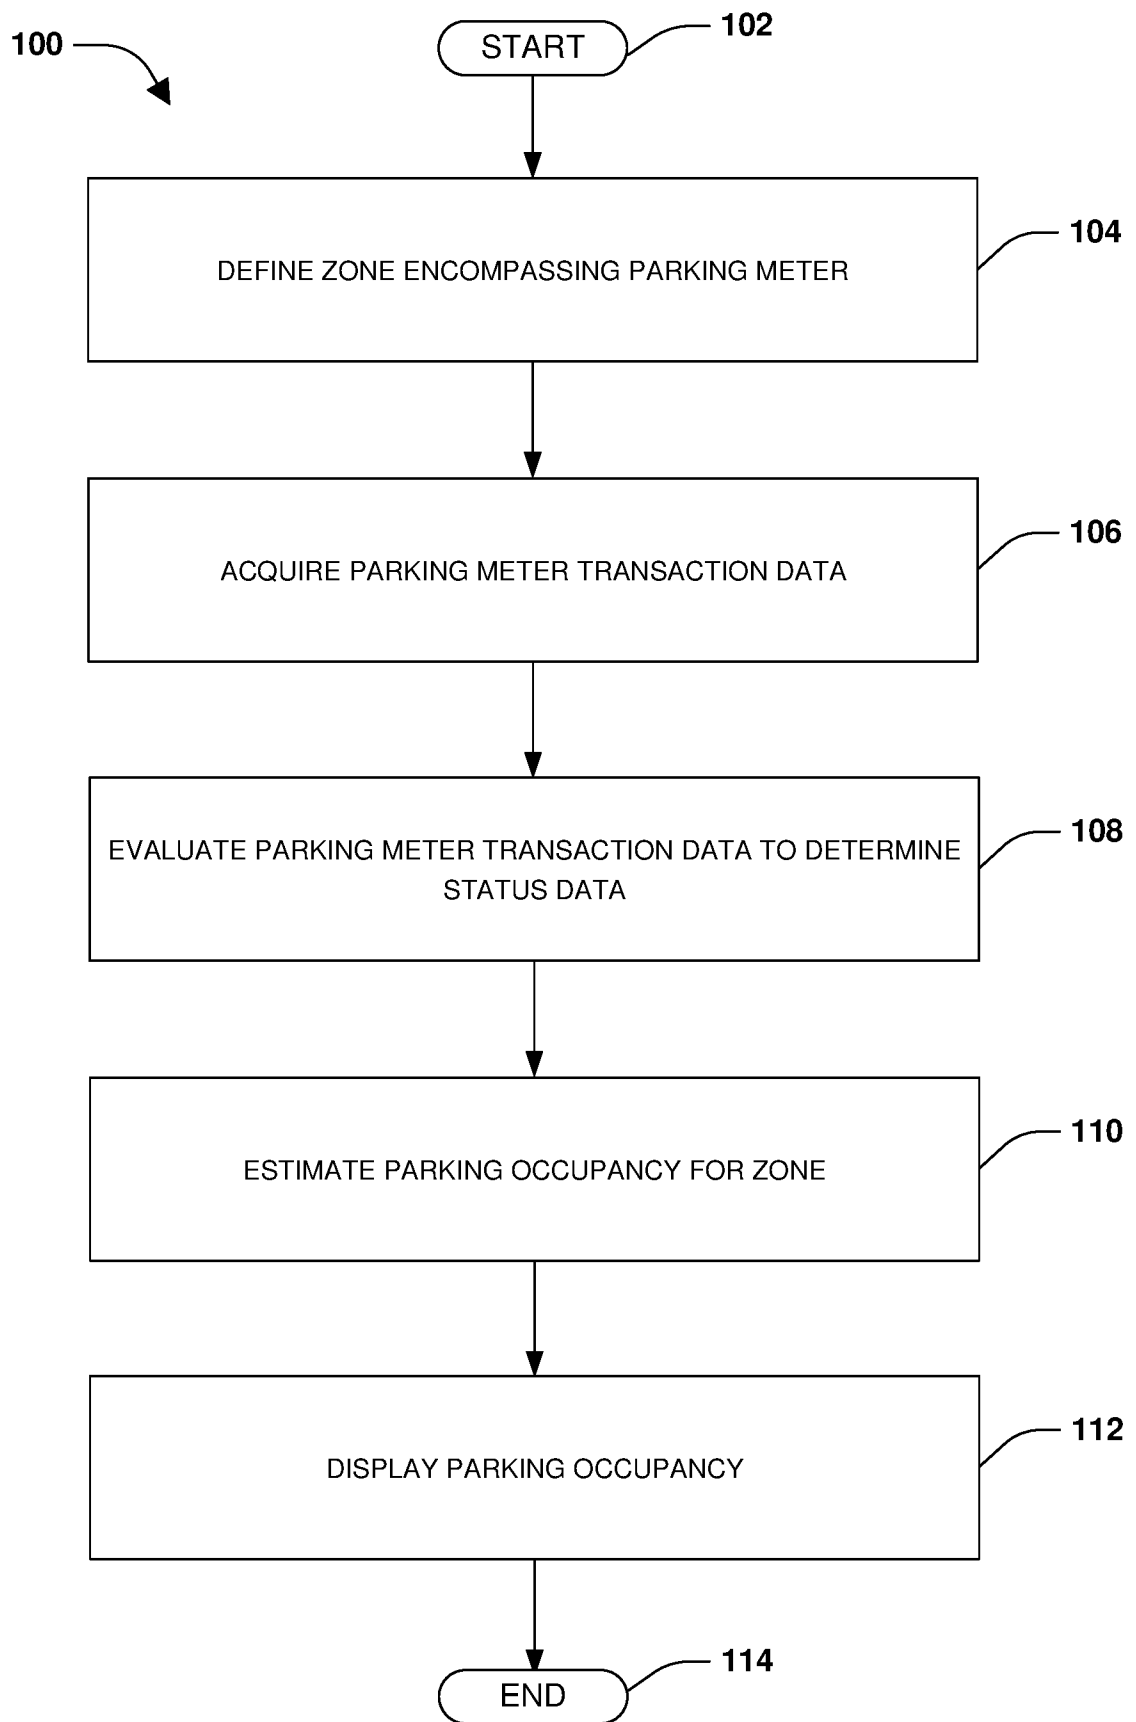 100
START
102
104
DEFINE ZONE ENCOMPASSING PARKING METER
106
ACQUIRE PARKING METER TRANSACTION DATA
108
EVALUATE PARKING METER TRANSACTION DATA TO DETERMINE
STATUS DATA
110
ESTIMATE PARKING OCCUPANCY FOR ZONE
112
DISPLAY PARKING OCCUPANCY
114
END